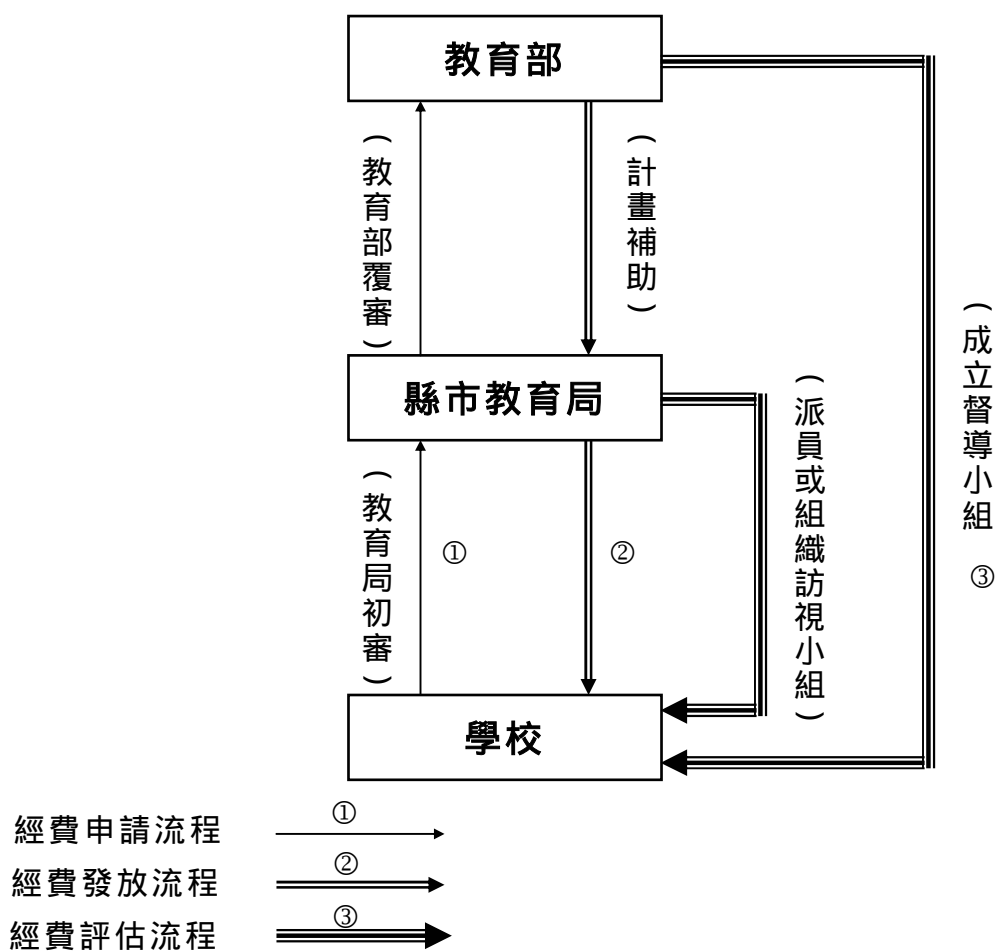 教育部
（教育部覆審）
（計畫補助）
縣市教育局
（成立督導小組
③
（派員或組織訪視小組）
（教育局初審）
①
②
學校
經費申請流程 ①
經費發放流程 ②
經費評估流程 ③